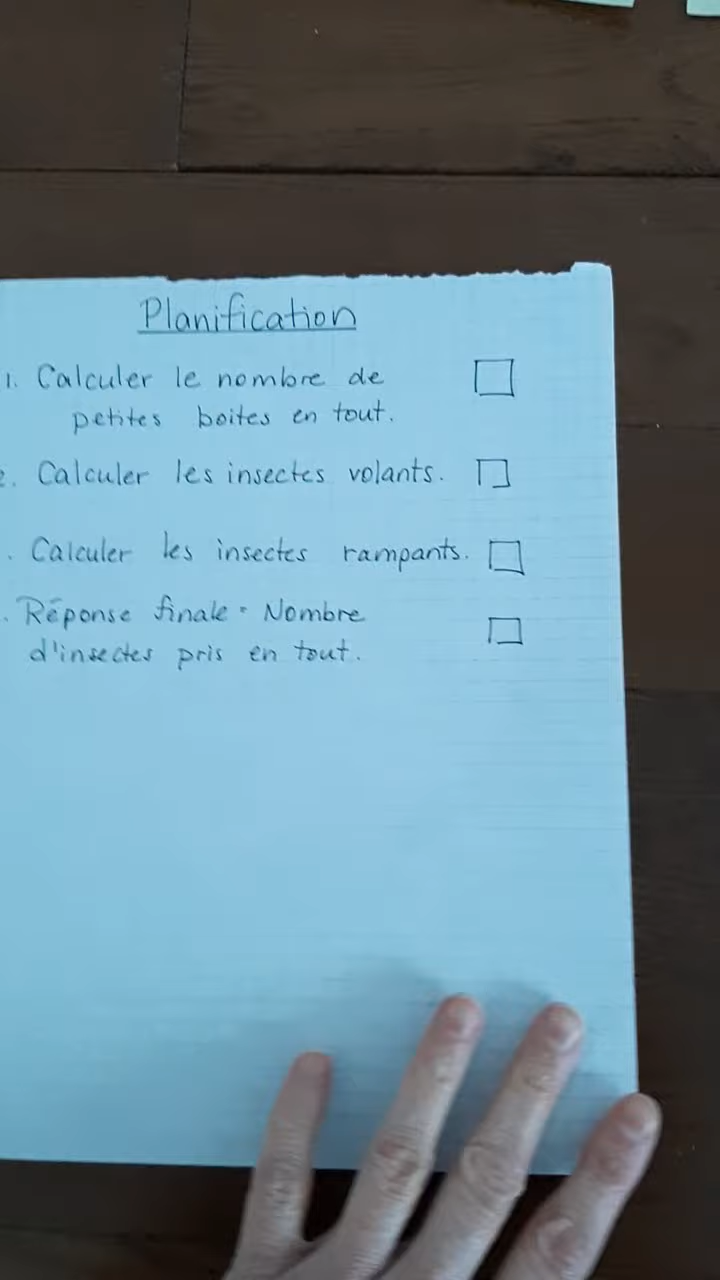 Planification
1. Calculer le nombre de
petites boites en tout.
2. Calculer les insectes volants.
. Calculer les insectes rampants.
. Réponse finale = Nombre
d'insectes pris en tout.